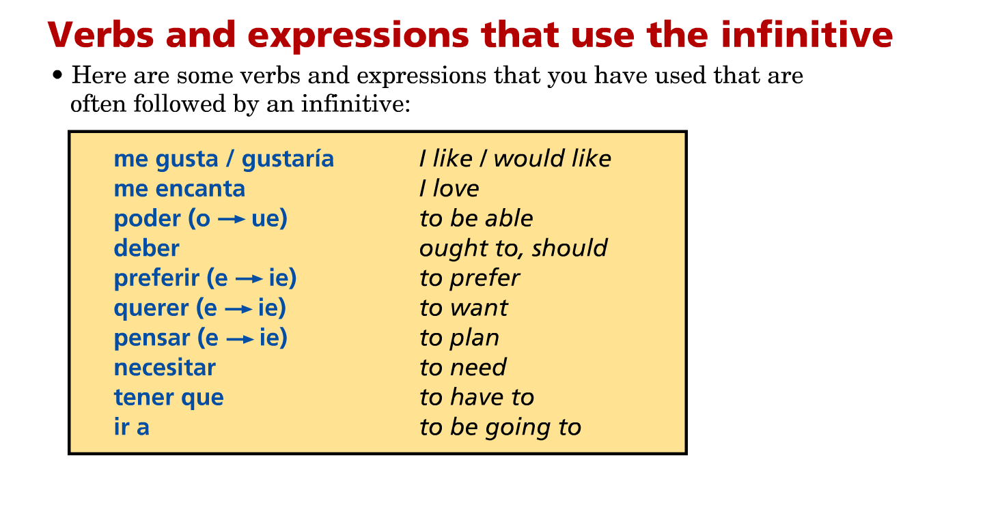 Verbs and expressions that use the infinitive
• Here are some verbs and expressions that you have used that are
often followed by an infinitive:
me gusta / gustaría I like / would like
me encanta I love
poder (o → ue) to be able
deber ought to, should
preferir (e → ie) to prefer
querer (e → ie) to want
pensar (e → ie) to plan
necesitar to need
tener que to have to
ir a to be going to